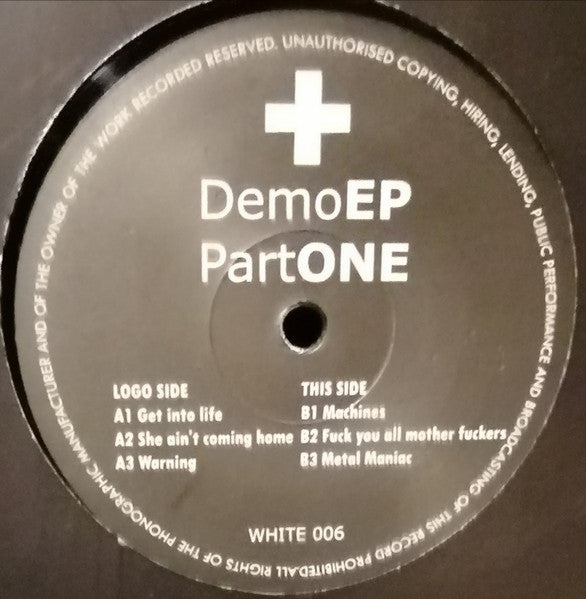 DemoEP
PartONE
LOGO SIDE
A1 Get into life
A2 She ain't coming home
A3 Warning
THIS SIDE
B1 Machines
B2 Fuck you all mother fuckers
B3 Metal Maniac
WHITE 006
ALL RIGHTS OF THE PHONOGRAPHIC MANUFACTURER AND OF THE OWNER OF THE WORK RECORDED RESERVED. UNAUTHORISED COPYING, HIRING, LENDING, PUBLIC PERFORMANCE AND BROADCASTING OF THIS RECORD PROHIBITED.